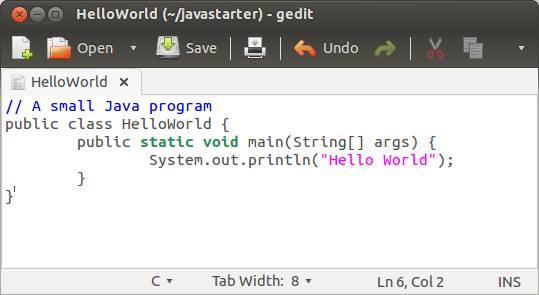 HelloWorld (~/javastarter) - gedit
Open Save Undo
HelloWorld
// A small Java program
public class HelloWorld {
        public static void main(String[] args) {
                System.out.println("Hello World");
        }
}
C Tab Width: 8 Ln 6, Col 2 INS